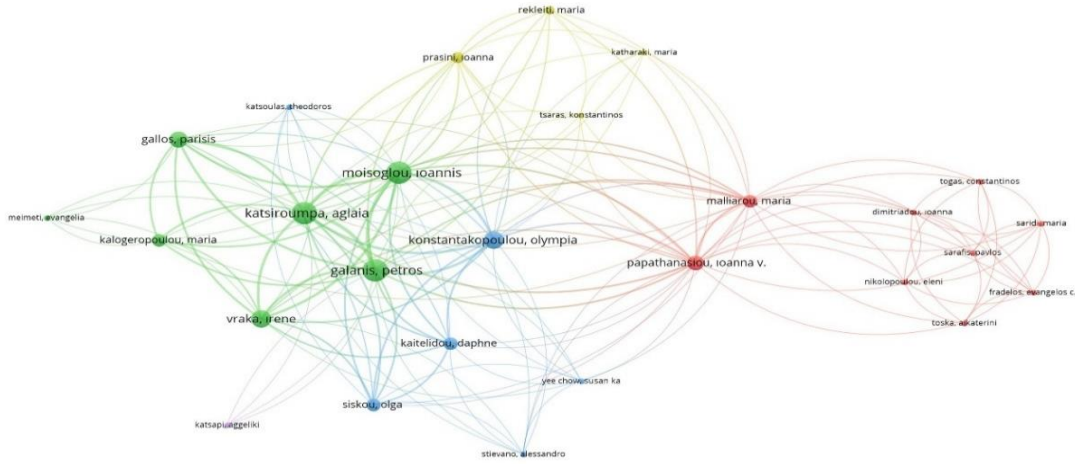 rekleiti, maria
katharaki, maria
prasini, ioanna
katsoulas, theodoros
tsaras, konstantinos
gallos, parisis
moisoglou, ioannis
togas, constantinos
malliarou, maria
katsiroumpa, aglaia
dimitriadou, ioanna
meimeti, evangelia
sarid, maria
kalogeropoulou, maria
konstantakopoulou, olympia
sarafis, pavlos
papathanasiou, ioanna v.
galanis, petros
nikolopoulou, eleni
fradelos, evangelos c.
vraka, irene
toska, aikaterini
kaitelidou, daphne
yee chow, susan ka
siskou, olga
katsapi, aggeliki
stievano, alessandro